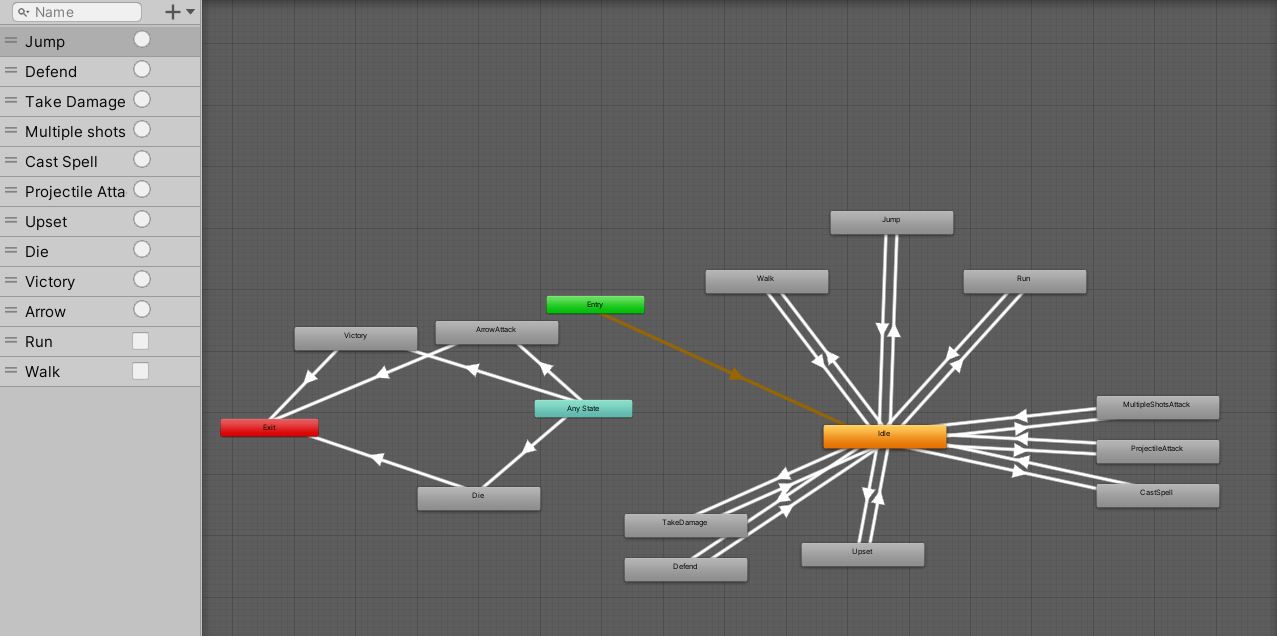 Name
Jump
Defend
Take Damage
Multiple shots
Cast Spell
Projectile Atta
Upset
Die
Victory
Arrow
Run
Walk
Jump
Walk
Run
Entry
Victory
ArrowAttack
Any State
Exit
Idle
MultipleShotsAttack
ProjectileAttack
CastSpell
Die
TakeDamage
Upset
Defend